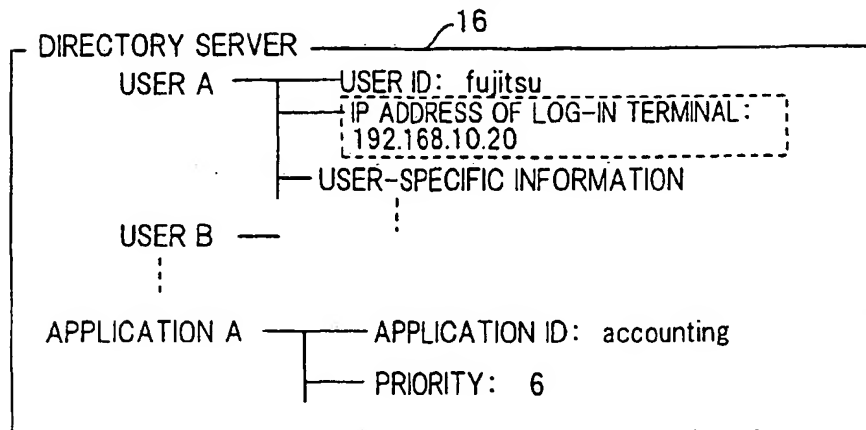 16
DIRECTORY SERVER
USER A
USER ID: fujitsu
IP ADDRESS OF LOG-IN TERMINAL:
192.168.10.20
USER-SPECIFIC INFORMATION
USER B
APPLICATION A
APPLICATION ID: accounting
PRIORITY: 6